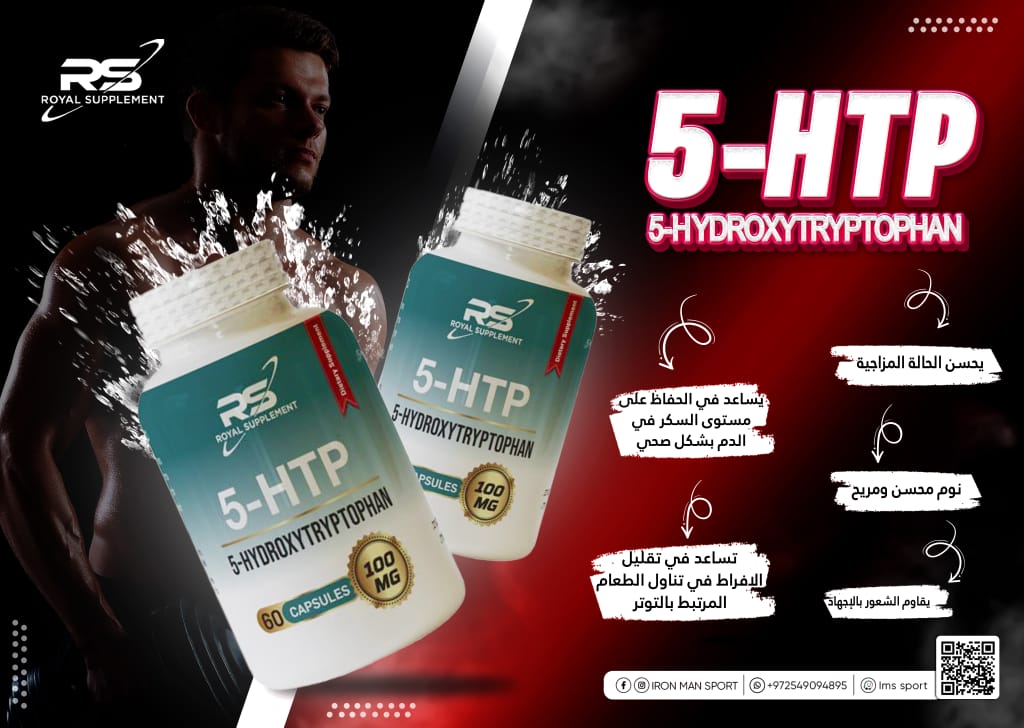 RS
ROYAL SUPPLEMENT
5-HTP
5-HYDROXYTRYPTOPHAN
يحسن الحالة المزاجية
يساعد في الحفاظ على
مستوى السكر في
الدم بشكل صحي
نوم محسن ومريح
تساعد في تقليل
الافراط في تناول الطعام
المرتبط بالتوتر
يقاوم الشعور بالإجهاد
Dietary Supplement
RS
ROYAL SUPPLEMENT
5-HTP
5-HYDROXYTRYPTOPHAN
60 CAPSULES
100
MG
Dietary Supplement
RS
ROYAL SUPPLEMENT
5-HTP
5-HYDROXYTRYPTOPHAN
PSULES
100
MG
IRON MAN SPORT | +972549094895 | Ims sport